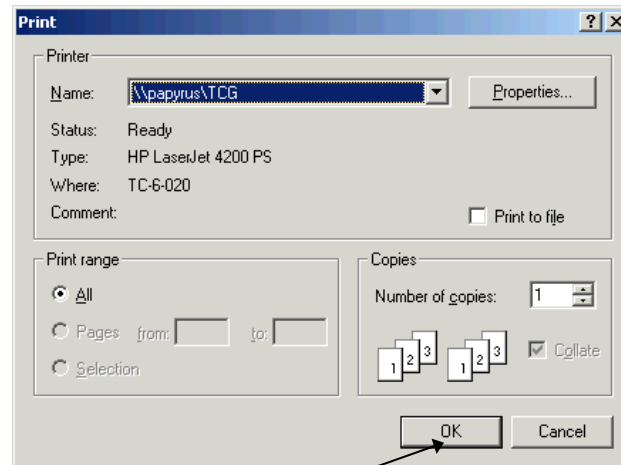 Print
Printer
Name: \\papyrus\TCG Properties...
Status: Ready
Type: HP LaserJet 4200 PS
Where: TC-6-020
Comment: Print to file
Print range
All
Pages from: to:
Selection
Copies
Number of copies: 1
1 2 3 1 2 3 Collate
OK Cancel